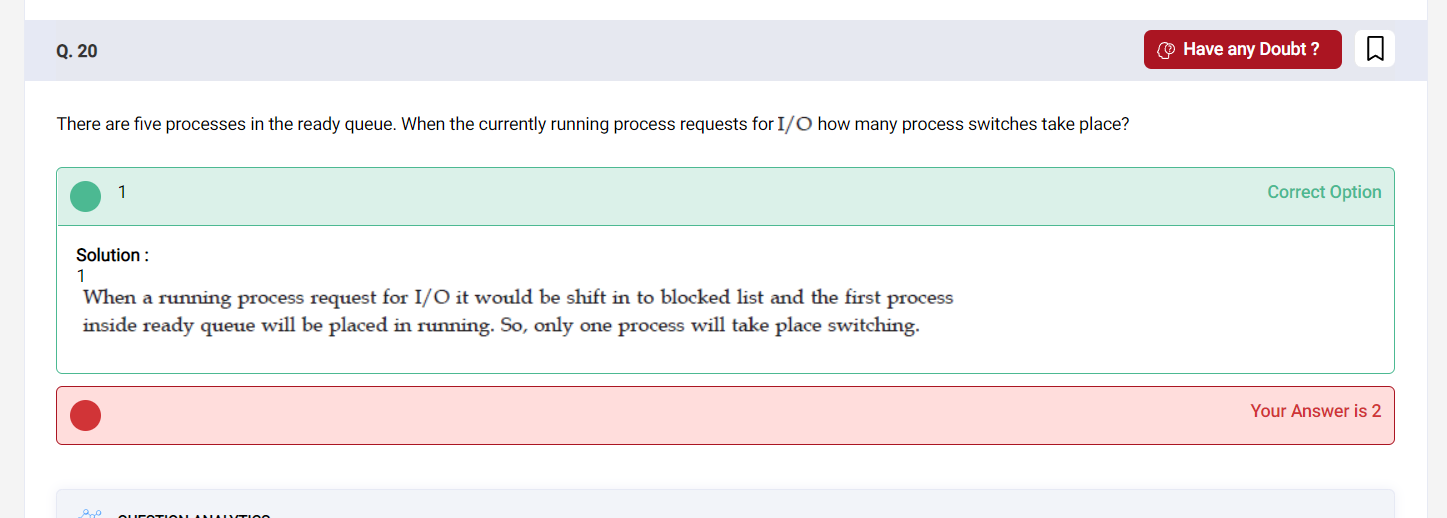 Q. 20
Have any Doubt ?
There are five processes in the ready queue. When the currently running process requests for I/O how many process switches take place?
1
Correct Option
Solution :
1
When a running process request for I/O it would be shift in to blocked list and the first process
inside ready queue will be placed in running. So, only one process will take place switching.
Your Answer is 2
QUESTION ANALYTICS